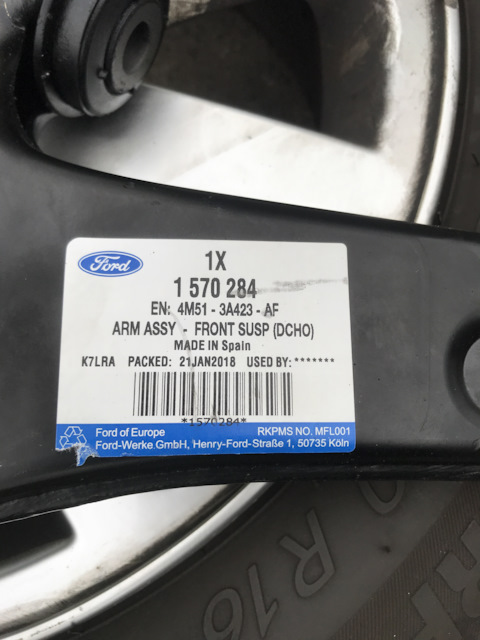 Ford
1X
1 570 284
EN: 4M51 - 3A423 - AF
ARM ASSY - FRONT SUSP (DCHO)
MADE IN Spain
K7LRA PACKED: 21JAN2018 USED BY: *******
*1570284*
Ford of Europe RKPMS NO. MFL001
Ford-Werke GmbH, Henry-Ford-Straße 1, 50735 Köln
R 16